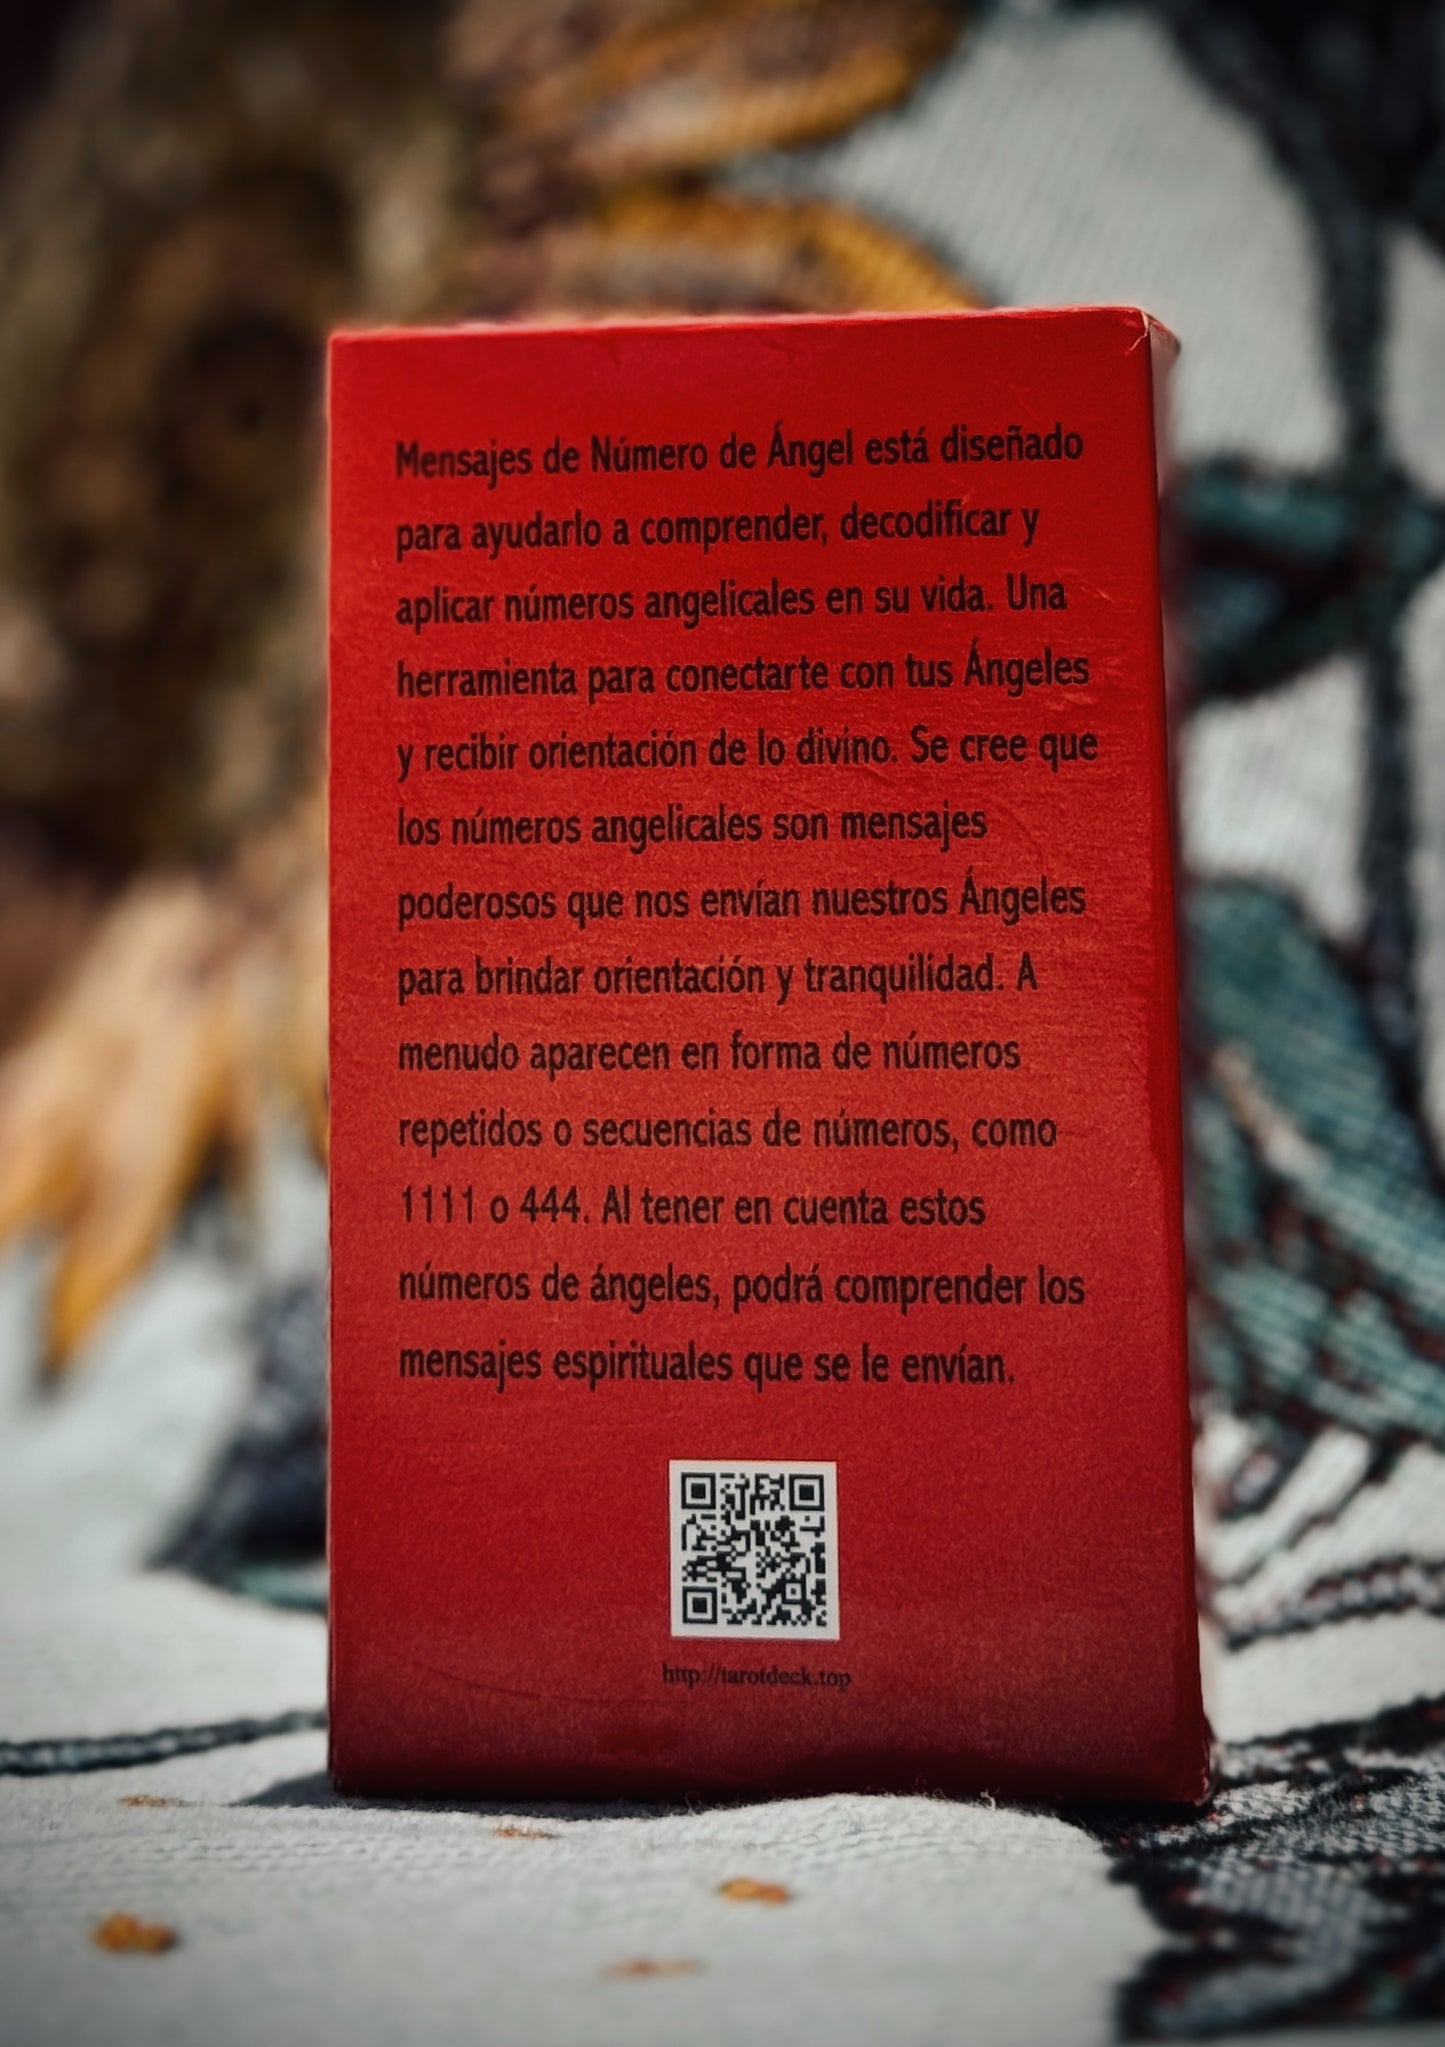 Mensajes de Número de Ángel está diseñado
para ayudarlo a comprender, decodificar y
aplicar números angelicales en su vida. Una
herramienta para conectarte con tus Ángeles
y recibir orientación de lo divino. Se cree que
los números angelicales son mensajes
poderosos que nos envían nuestros Ángeles
para brindar orientación y tranquilidad. A
menudo aparecen en forma de números
repetidos o secuencias de números, como
1111 o 444. Al tener en cuenta estos
números de ángeles, podrá comprender los
mensajes espirituales que se le envían.
http://tarotdeck.top